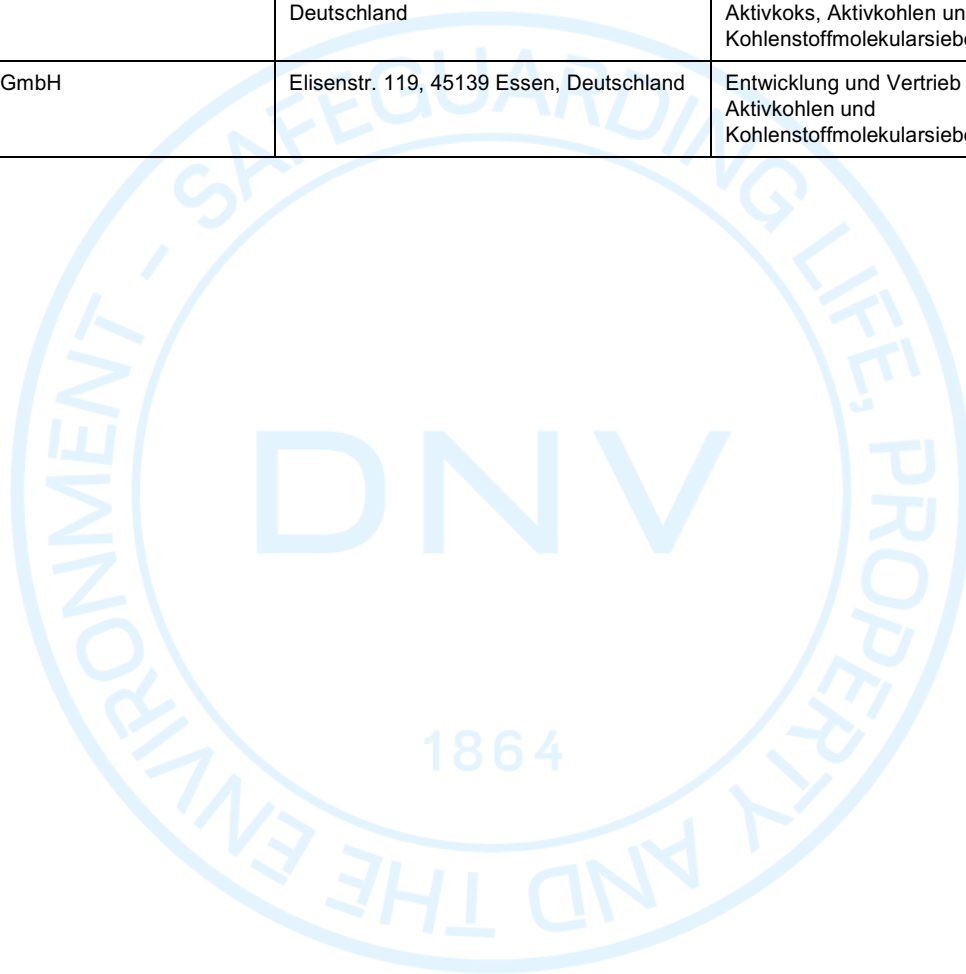 Deutschland
Aktivkoks, Aktivkohlen un
Kohlenstoffmolekularsieb
GmbH
Elisenstr. 119, 45139 Essen, Deutschland
Entwicklung und Vertrieb
Aktivkohlen und
Kohlenstoffmolekularsieb
SAFEGUARDING LIFE, PROPERTY AND THE ENVIRONMENT -
DNV
1864